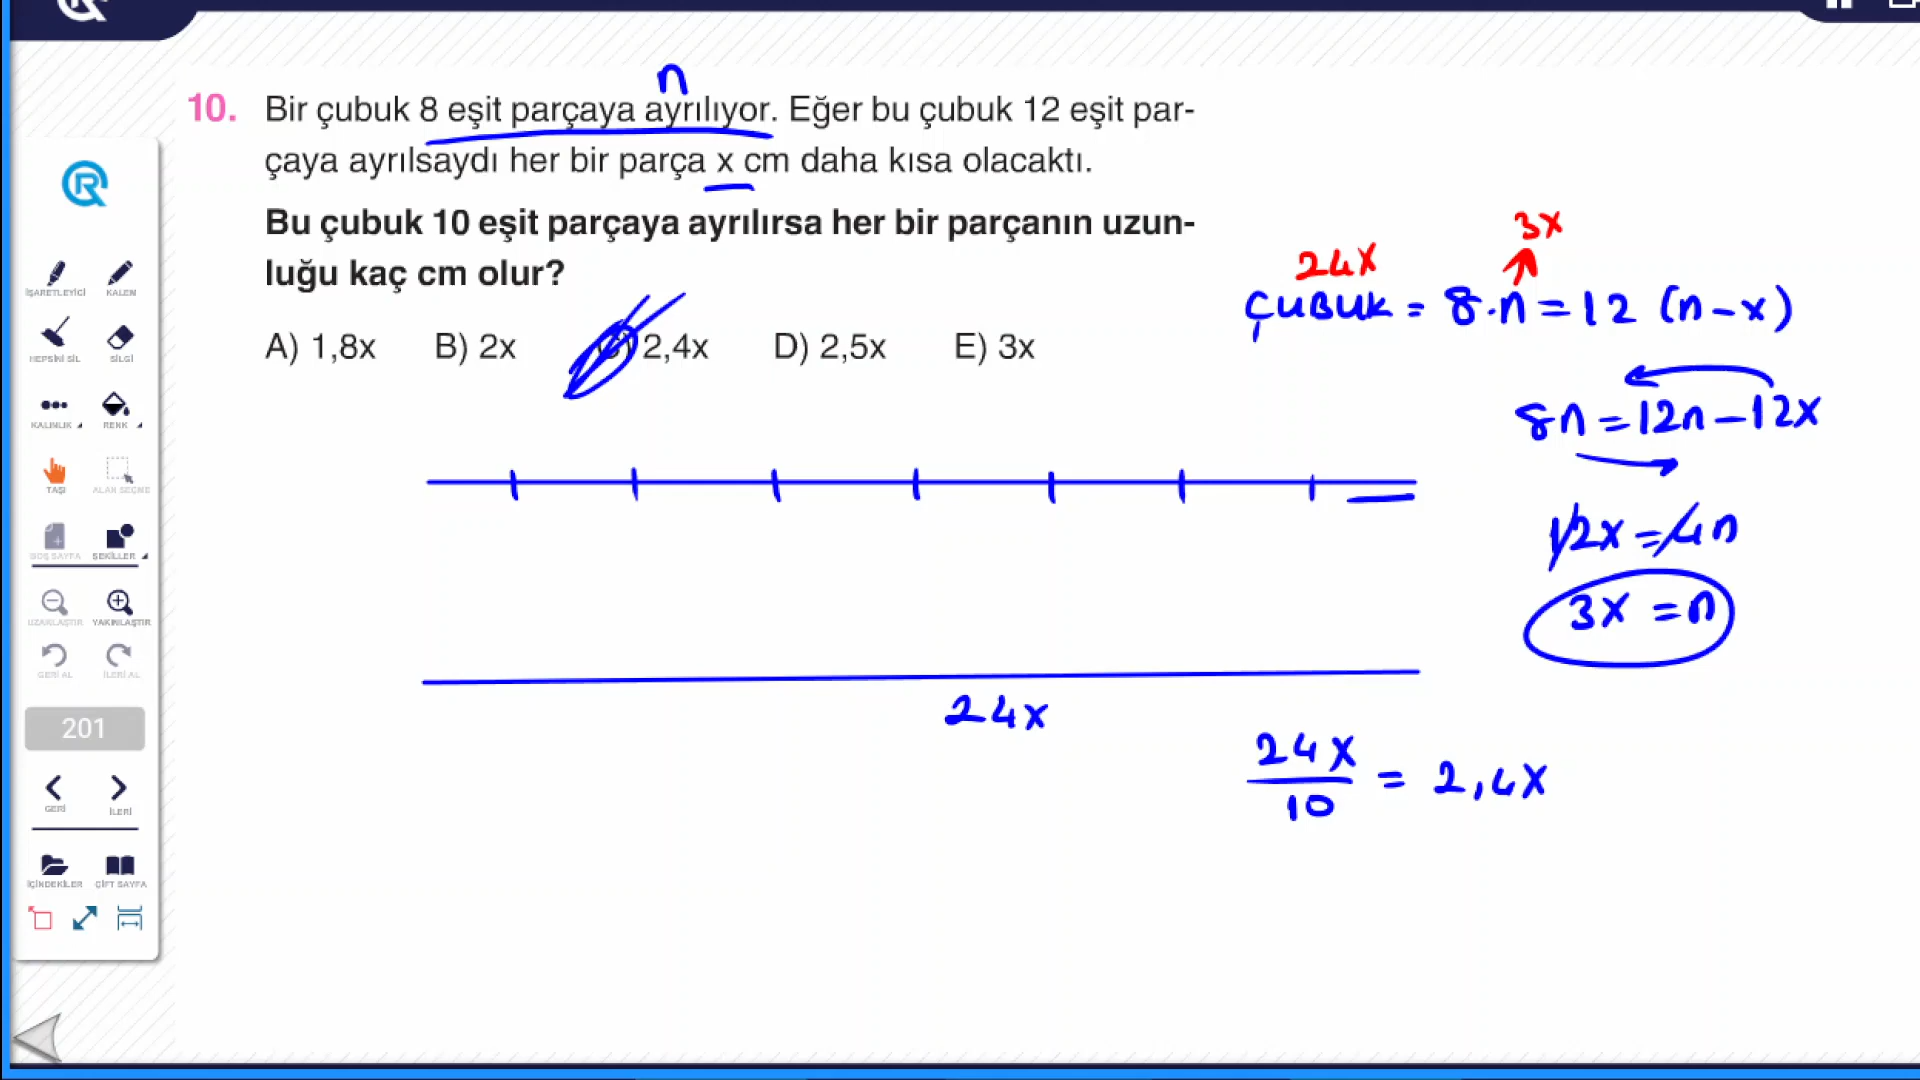 n
10. Bir çubuk 8 eşit parçaya ayrılıyor. Eğer bu çubuk 12 eşit par-
çaya ayrılsaydı her bir parça x cm daha kısa olacaktı.
Bu çubuk 10 eşit parçaya ayrılırsa her bir parçanın uzun-
luğu kaç cm olur?
A) 1,8x B) 2x C) 2,4x D) 2,5x E) 3x
3x
24x
çubuk = 8.n = 12 (n-x)
8n = 12n - 12x
12x = 4n
3x = n
24x
24x
10
= 2,4x
İŞARETLEYİCİ KALEM
HEPSİNİ SİL SİLGİ
KALINLIK RENK
TAŞI ALAN SEÇME
BOŞ SAYFA ŞEKİLLER
UZAKLAŞTIR YAKINLAŞTIR
GERİ AL İLERİ AL
201
GERİ İLERİ
İÇİNDEKİLER ÇİFT SAYFA